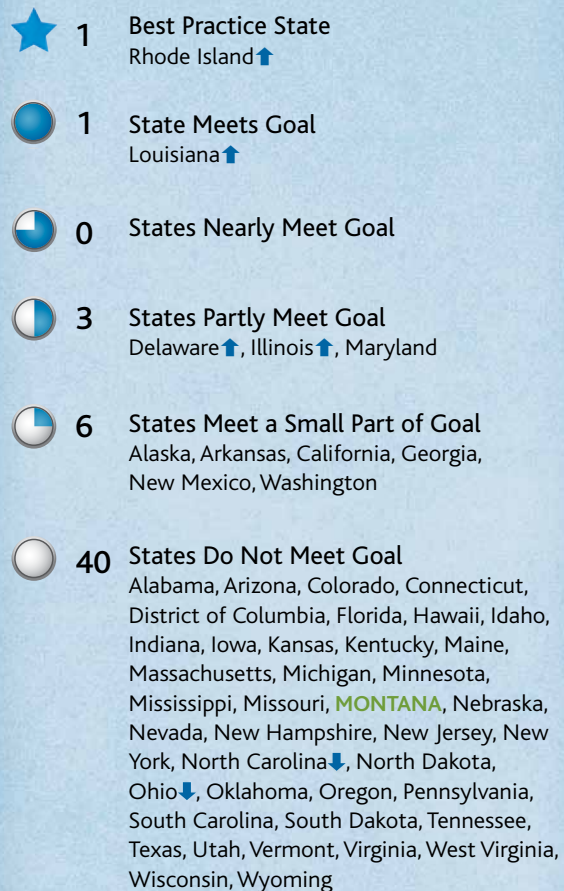 1 Best Practice State
Rhode Island⬆
1 State Meets Goal
Louisiana⬆
0 States Nearly Meet Goal
3 States Partly Meet Goal
Delaware⬆, Illinois⬆, Maryland
6 States Meet a Small Part of Goal
Alaska, Arkansas, California, Georgia,
New Mexico, Washington
40 States Do Not Meet Goal
Alabama, Arizona, Colorado, Connecticut,
District of Columbia, Florida, Hawaii, Idaho,
Indiana, Iowa, Kansas, Kentucky, Maine,
Massachusetts, Michigan, Minnesota,
Mississippi, Missouri, MONTANA, Nebraska,
Nevada, New Hampshire, New Jersey, New
York, North Carolina⬇, North Dakota,
Ohio⬇, Oklahoma, Oregon, Pennsylvania,
South Carolina, South Dakota, Tennessee,
Texas, Utah, Vermont, Virginia, West Virginia,
Wisconsin, Wyoming